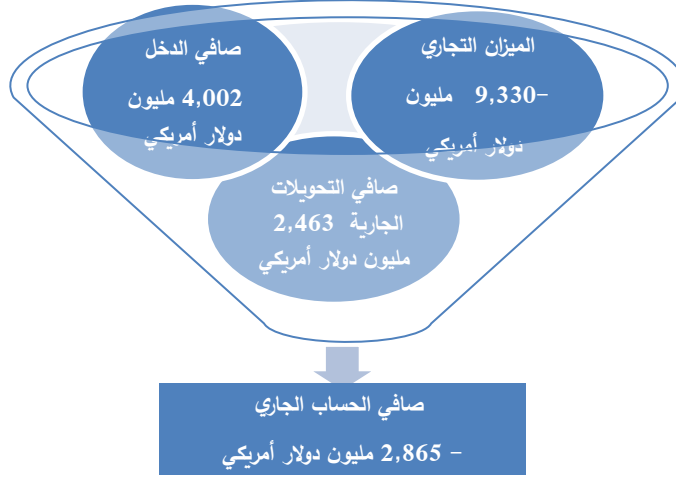 الميزان التجاري
-9,330 مليون
دولار أمريكي
صافي الدخل
4,002 مليون
دولار أمريكي
صافي التحويلات
الجارية 2,463
مليون دولار أمريكي
صافي الحساب الجاري
- 2,865 مليون دولار أمريكي